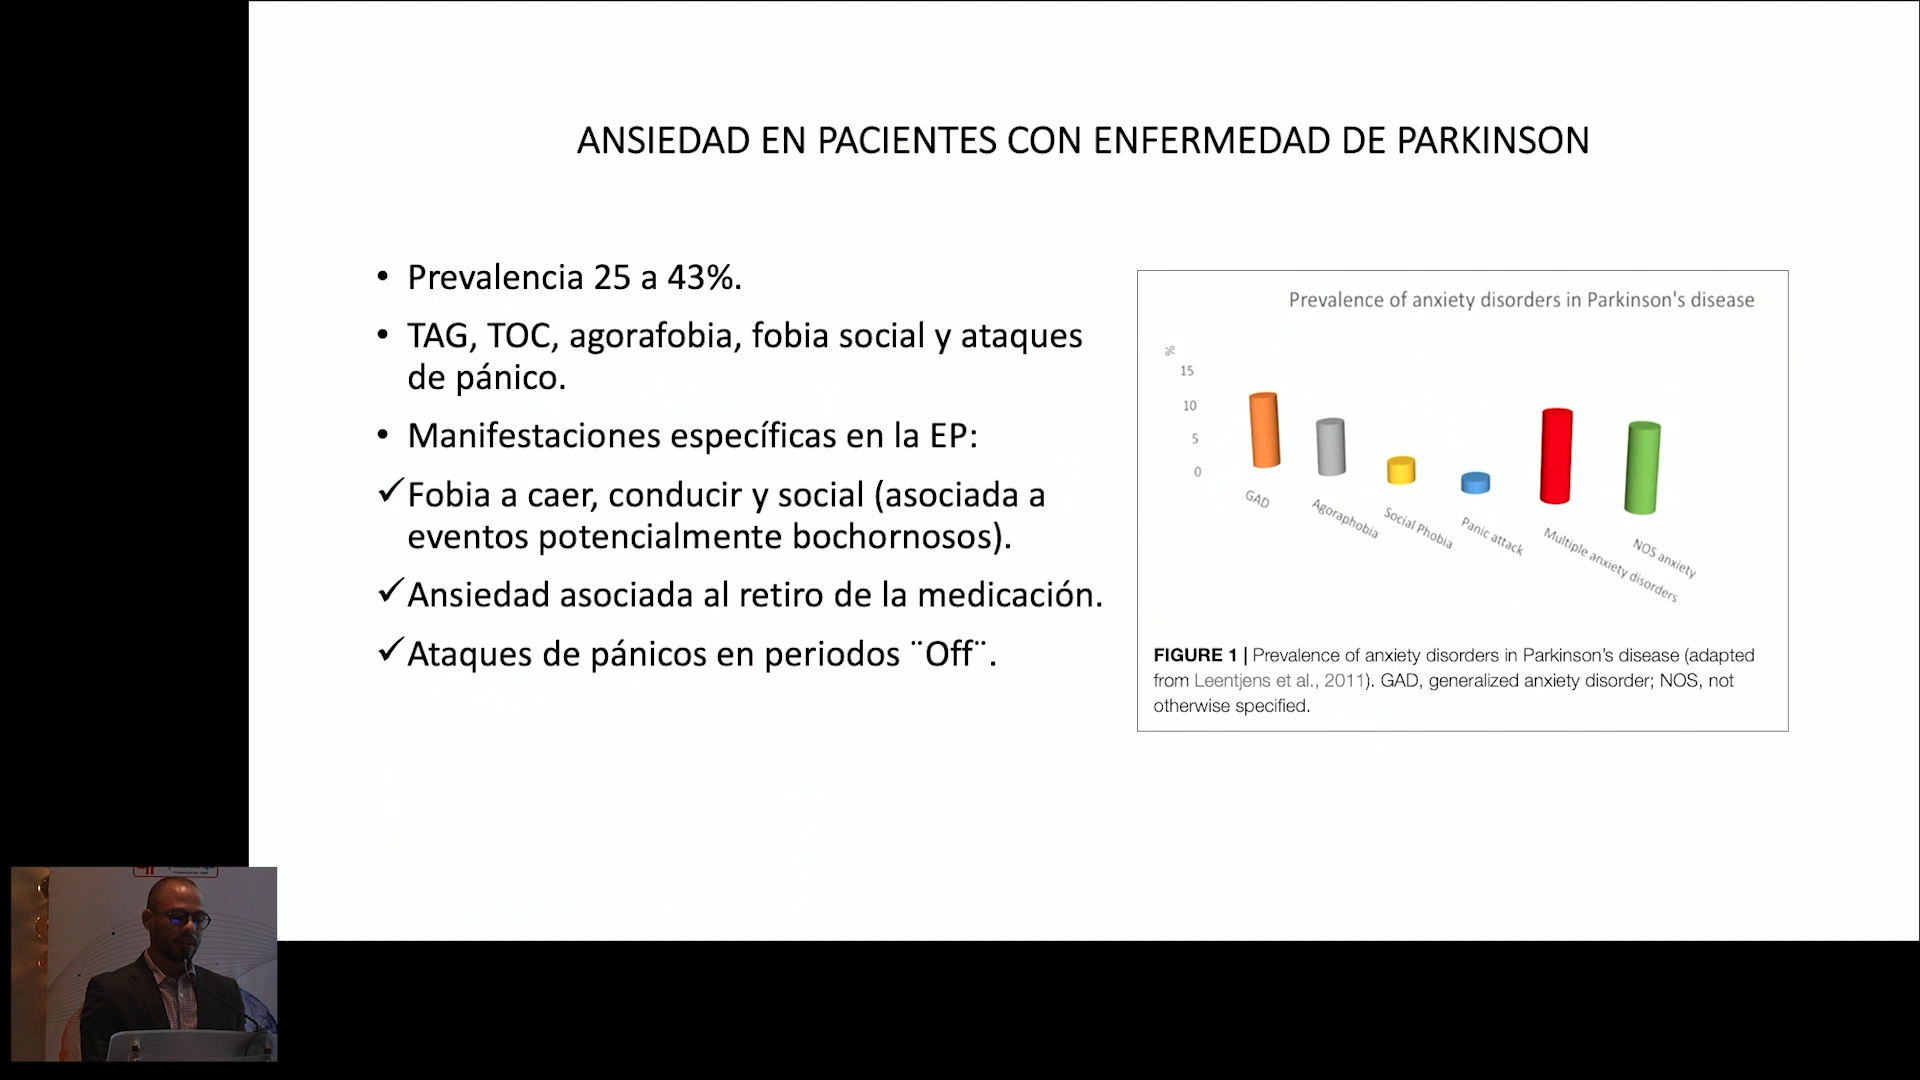 ANSIEDAD EN PACIENTES CON ENFERMEDAD DE PARKINSON
• Prevalencia 25 a 43%.
• TAG, TOC, agorafobia, fobia social y ataques
de pánico.
• Manifestaciones específicas en la EP:
✓Fobia a caer, conducir y social (asociada a
eventos potencialmente bochornosos).
✓Ansiedad asociada al retiro de la medicación.
✓Ataques de pánicos en periodos ¨Off¨.
Prevalence of anxiety disorders in Parkinson's disease
%
15
10
5
0
GAD
Agoraphobia
Social Phobia
Panic attack
Multiple anxiety disorders
NOS anxiety
FIGURE 1 | Prevalence of anxiety disorders in Parkinson's disease (adapted
from Leentjens et al., 2011). GAD, generalized anxiety disorder; NOS, not
otherwise specified.